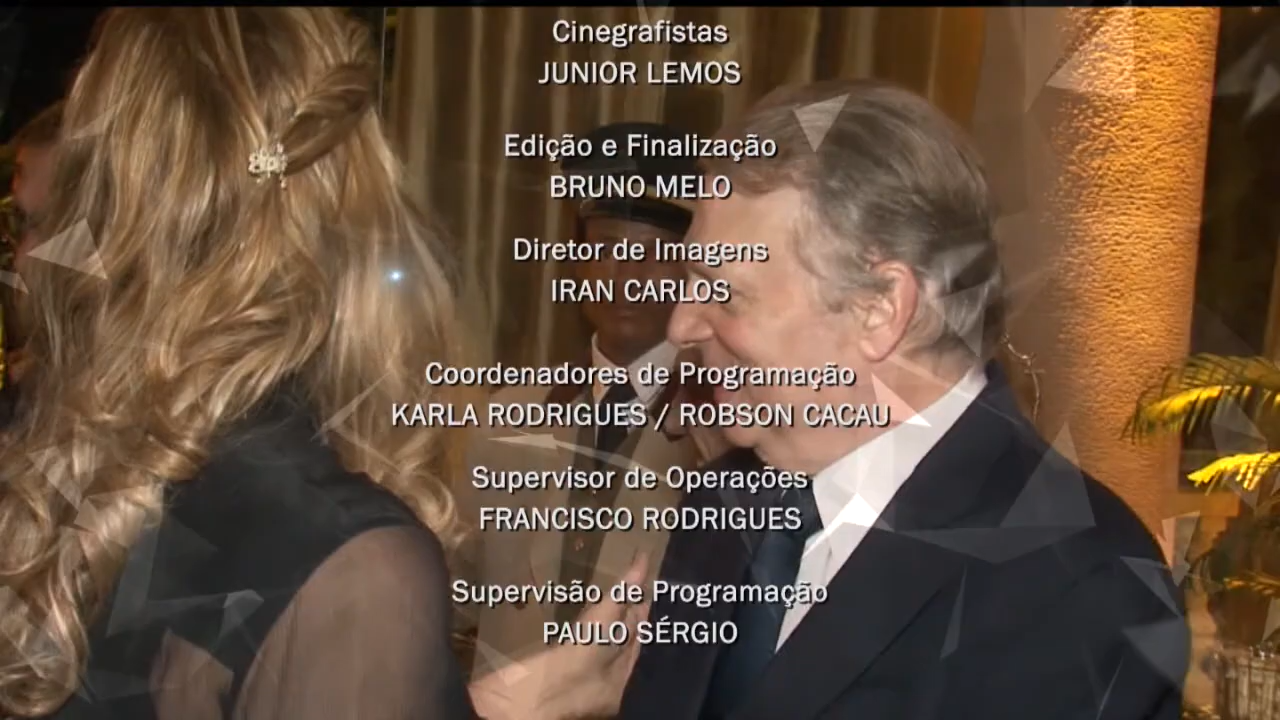 Cinegrafistas
JUNIOR LEMOS
Edição e Finalização
BRUNO MELO
Diretor de Imagens
IRAN CARLOS
Coordenadores de Programação
KARLA RODRIGUES / ROBSON CACAU
Supervisor de Operações
FRANCISCO RODRIGUES
Supervisão de Programação
PAULO SÉRGIO